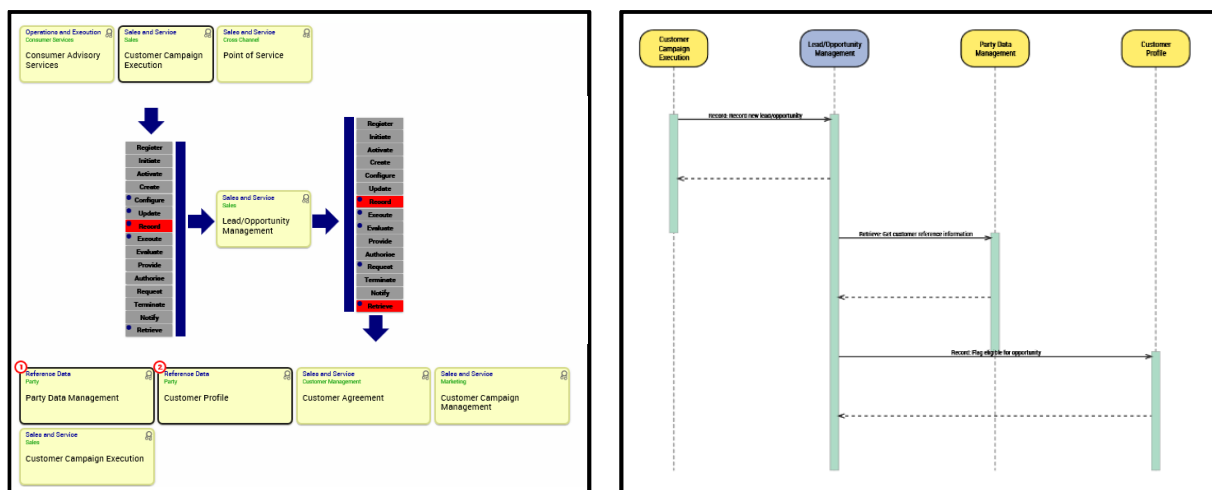 Operations and Execution
Consumer Services
Consumer Advisory
Services
Sales and Service
Sales
Customer Campaign
Execution
Sales and Service
Cross Channel
Point of Service
Register
Initiate
Activate
Create
Configure
Update
Record
Execute
Evaluate
Provide
Authorise
Request
Terminate
Notify
Retrieve
Sales and Service
Sales
Lead/Opportunity
Management
Register
Initiate
Activate
Create
Configure
Update
Record
Execute
Evaluate
Provide
Authorise
Request
Terminate
Notify
Retrieve
1
Reference Data
Party
Party Data Management
2
Reference Data
Party
Customer Profile
Sales and Service
Customer Management
Customer Agreement
Sales and Service
Marketing
Customer Campaign
Management
Sales and Service
Sales
Customer Campaign Execution
Customer
Campaign
Execution
Lead/Opportunity
Management
Party Data
Management
Customer
Profile
Record: Record new lead/opportunity
Retrieve: Get customer reference information
Record: Flag eligible for opportunity